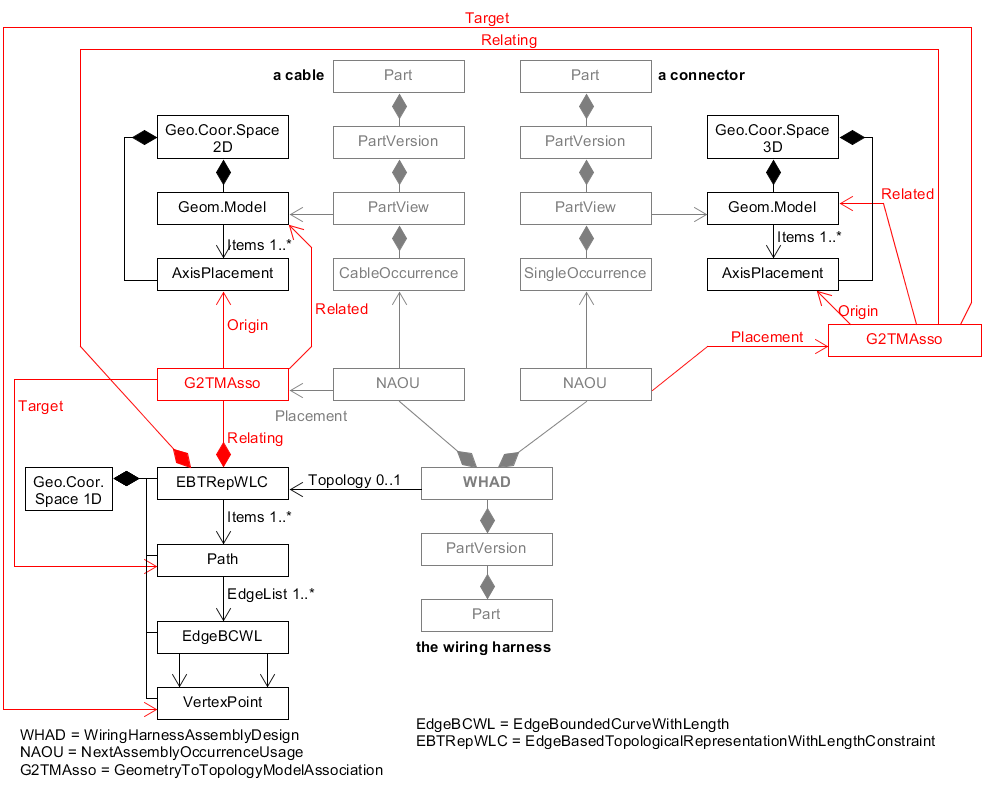 Target
Relating
a cable
Part
Part
a connector
Geo.Coor.Space
2D
PartVersion
PartVersion
Geo.Coor.Space
3D
Geom.Model
PartView
PartView
Geom.Model
Related
Items 1..*
Items 1..*
AxisPlacement
CableOccurrence
SingleOccurrence
AxisPlacement
Related
Origin
Origin
Placement
G2TMAsso
G2TMAsso
NAOU
NAOU
Target
Placement
Relating
Geo.Coor.
Space 1D
EBTRepWLC
Topology 0..1
WHAD
Items 1..*
Path
PartVersion
EdgeList 1..*
Part
EdgeBCWL
the wiring harness
VertexPoint
WHAD = WiringHarnessAssemblyDesign
NAOU = NextAssemblyOccurrenceUsage
G2TMAsso = GeometryToTopologyModelAssociation
EdgeBCWL = EdgeBoundedCurveWithLength
EBTRepWLC = EdgeBasedTopologicalRepresentationWithLengthConstraint